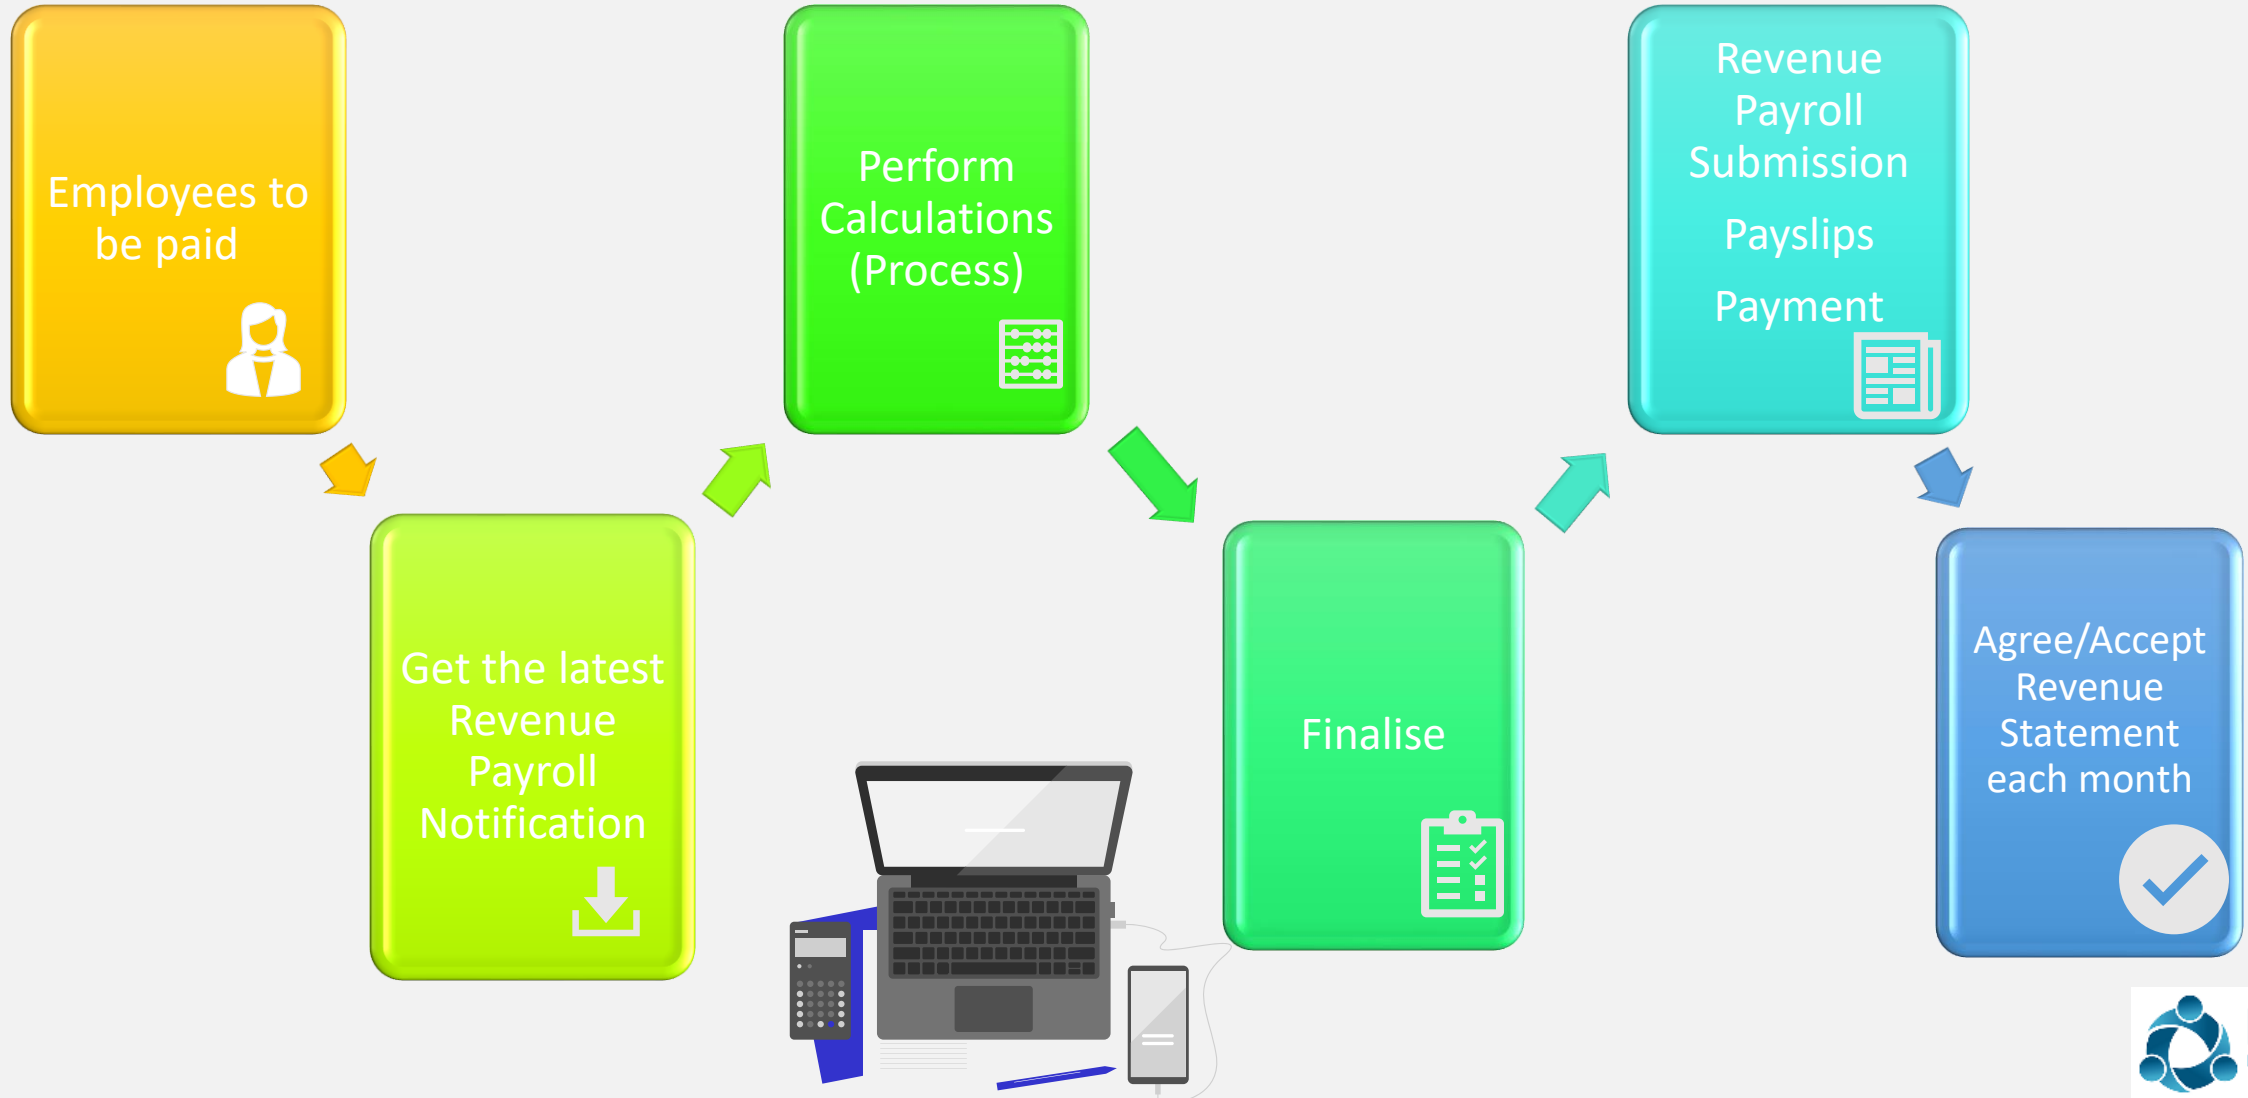 Employees to
be paid
Get the latest
Revenue
Payroll
Notification
Perform
Calculations
(Process)
Finalise
Revenue
Payroll
Submission
Payslips
Payment
Agree/Accept
Revenue
Statement
each month